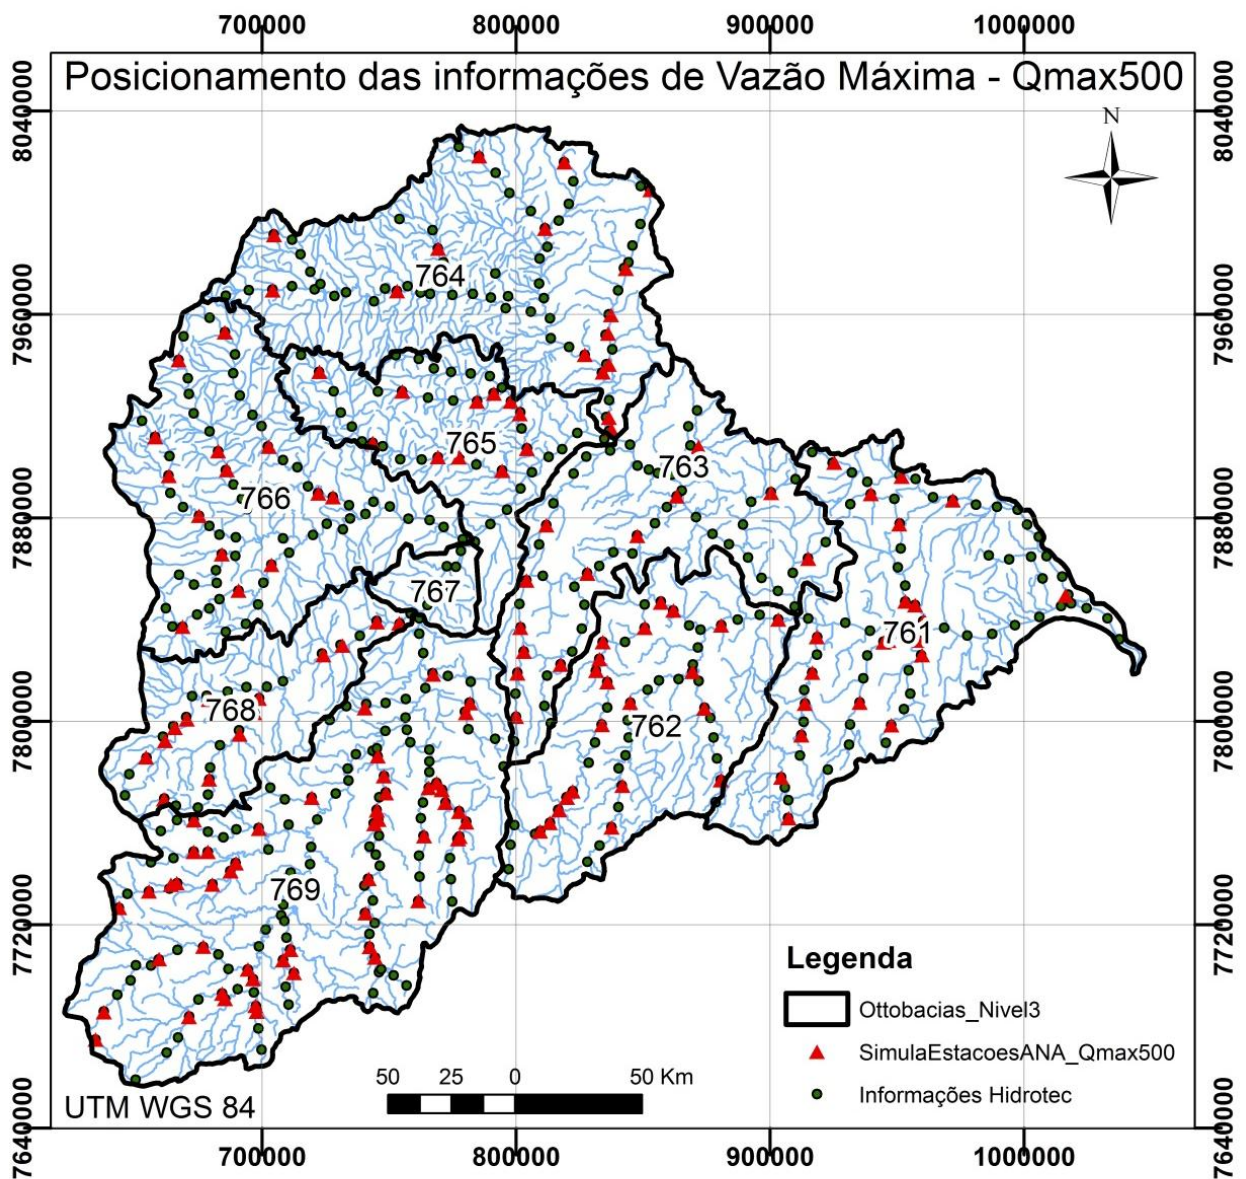 700000 800000 900000 1000000
Posicionamento das informações de Vazão Máxima - Qmax500
8040000 8040000
N
764
7960000 7960000
765
763
766
7880000 7880000
767
761
768
762
7800000 7800000
769
7720000 7720000
Legenda
Ottobacias_Nivel3
SimulaEstacoesANA_Qmax500
Informações Hidrotec
50 25 0 50 Km
UTM WGS 84
7640000 7640000
700000 800000 900000 1000000